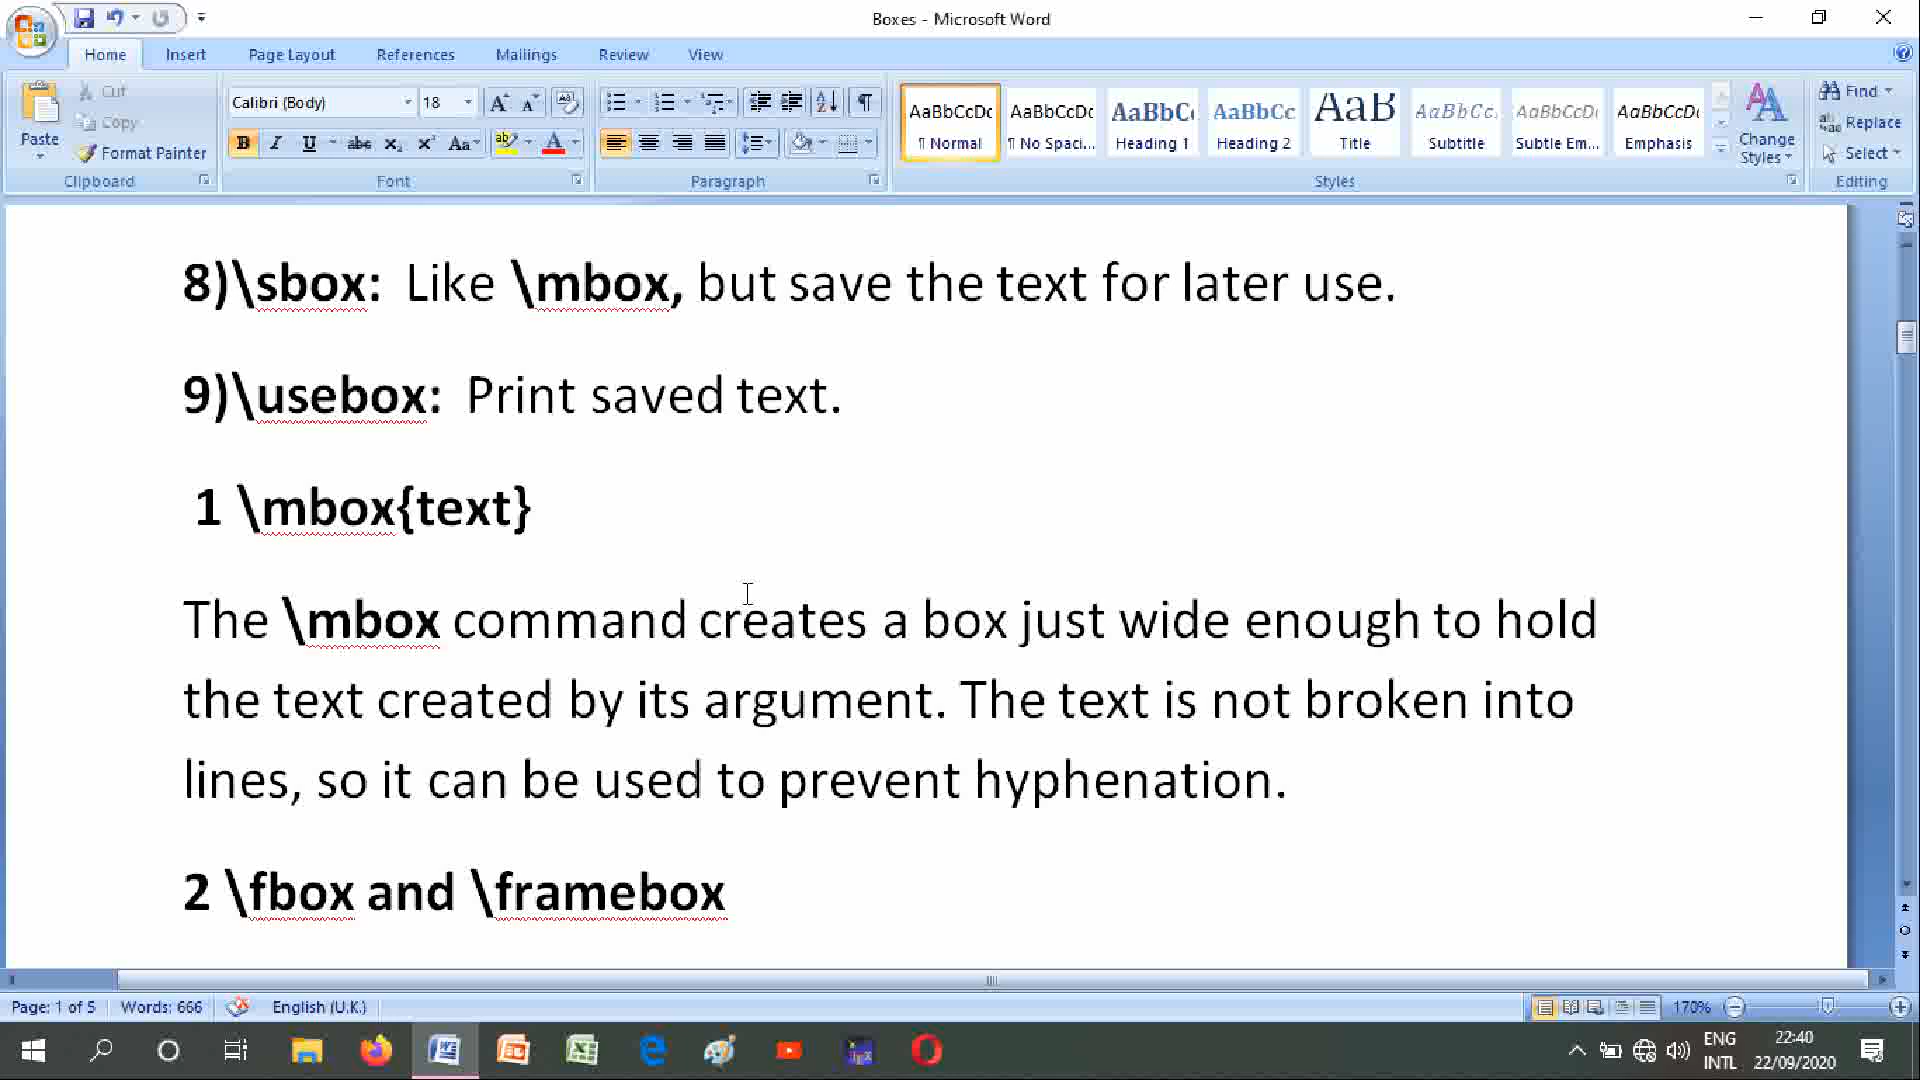 Boxes - Microsoft Word
Home Insert Page Layout References Mailings Review View
Paste
Cut
Copy
Format Painter
Clipboard
Calibri (Body) 18
Font
Paragraph
AaBbCcDc AaBbCcDc AaBbC( AaBbCc AaB AaBbCc. AaBbCcDi AaBbCcDi
¶ Normal ¶ No Spaci... Heading 1 Heading 2 Title Subtitle Subtle Em... Emphasis
Change Styles
Styles
Find
Replace
Select
Editing
8)\sbox: Like \mbox, but save the text for later use.
9)\usebox: Print saved text.
1 \mbox{text}
The \mbox command creates a box just wide enough to hold
the text created by its argument. The text is not broken into
lines, so it can be used to prevent hyphenation.
2 \fbox and \framebox
Page: 1 of 5 Words: 666 English (U.K.) 170%
ENG 22:40
INTL 22/09/2020